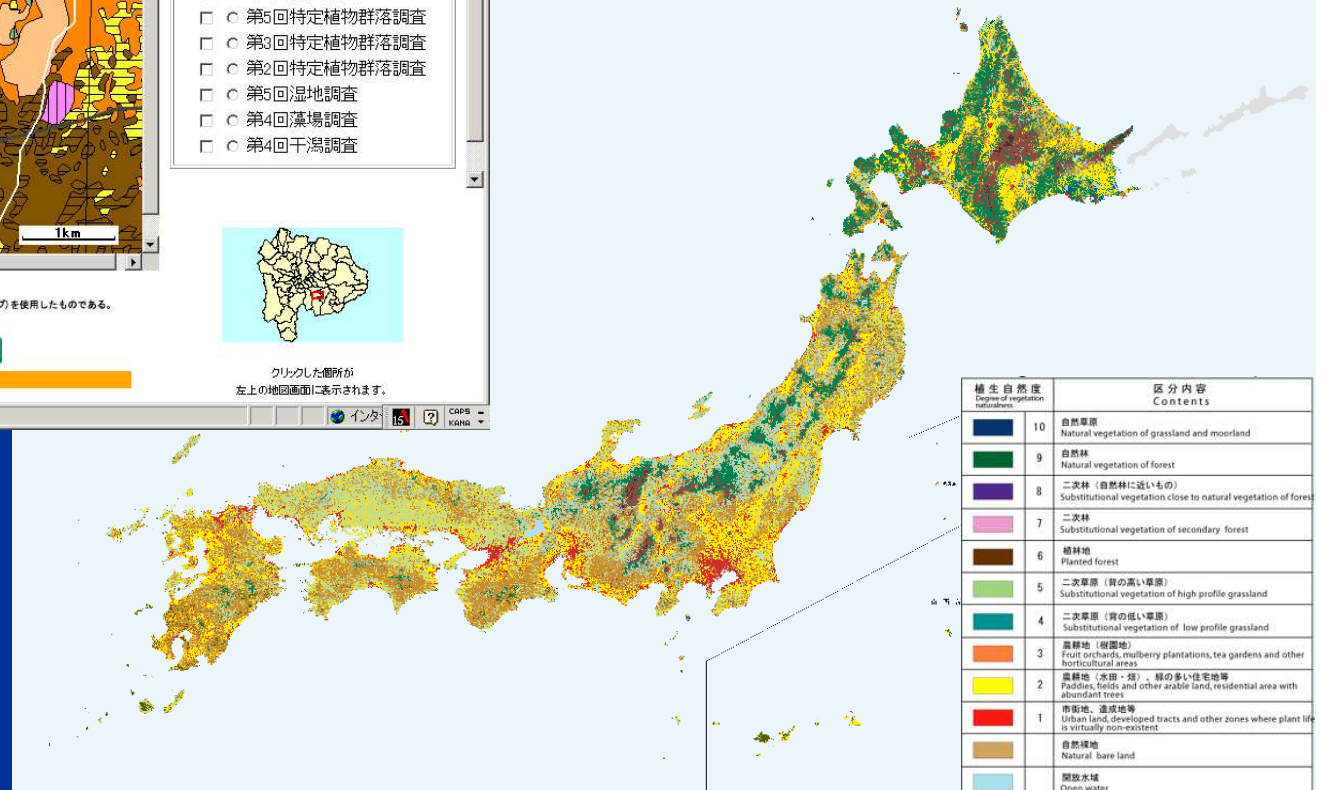 第5回特定植物群落調査
第3回特定植物群落調査
第2回特定植物群落調査
第5回湿地調査
第4回藻場調査
第4回干潟調査
1km
を使用したものである。
クリックした個所が
左上の地図画面に表示されます。
インタ
15
?
CAPS
KANA
植生自然度
Degree of vegetation
naturalness
区分内容
Contents
10
自然草原
Natural vegetation of grassland and moorland
9
自然林
Natural vegetation of forest
8
二次林（自然林に近いもの）
Substitutional vegetation close to natural vegetation of forest
7
二次林
Substitutional vegetation of secondary forest
6
植林地
Planted forest
5
二次草原（背の高い草原）
Substitutional vegetation of high profile grassland
4
二次草原（背の低い草原）
Substitutional vegetation of low profile grassland
3
農耕地（樹園地）
Fruit orchards, mulberry plantations, tea gardens and other
horticultural areas
2
農耕地（水田・畑）、緑の多い住宅地等
Paddies, fields and other arable land, residential area with
abundant trees
1
市街地、造成地等
Urban land, developed tracts and other zones where plant life
is virtually non-existent
自然裸地
Natural bare land
開放水域
Open water